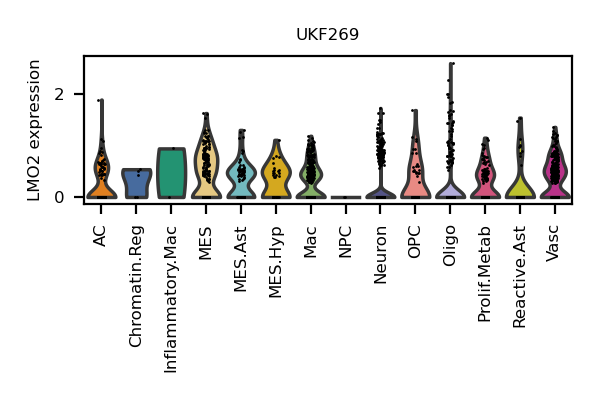 UKF269
LMO2 expression
2
0
AC
Chromatin.Reg
Inflammatory.Mac
MES
MES.Ast
MES.Hyp
Mac
NPC
Neuron
OPC
Oligo
Prolif.Metab
Reactive.Ast
Vasc